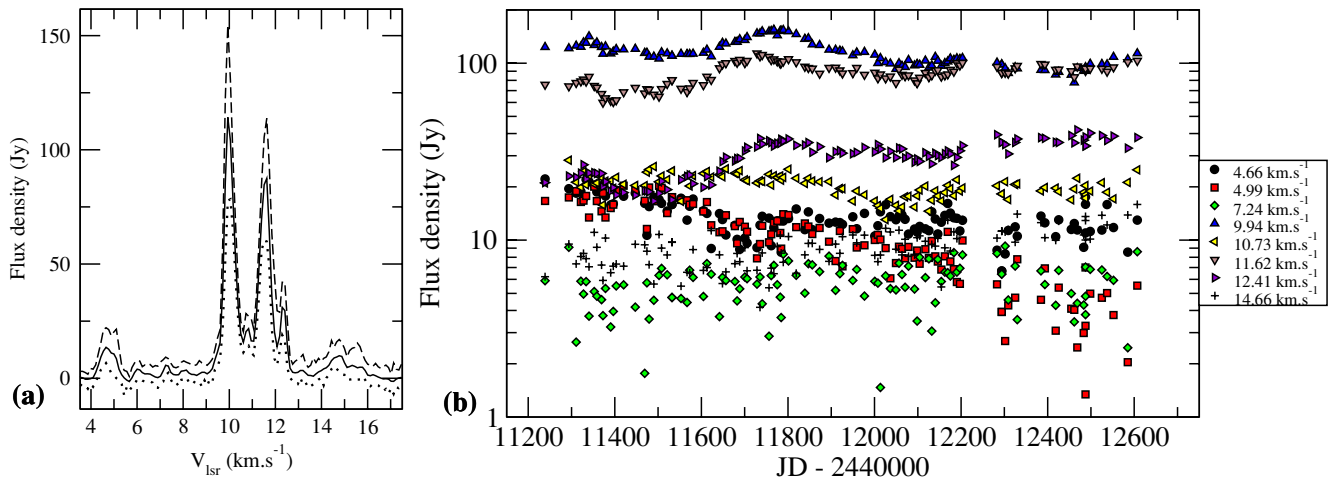 150
100
50
0
Flux density (Jy)
4 6 8 10 12 14 16
V_lsr (km.s^-1)
(a)
100
10
1
Flux density (Jy)
11200 11400 11600 11800 12000 12200 12400 12600
JD - 2440000
(b)
4.66 km.s^-1
4.99 km.s^-1
7.24 km.s^-1
9.94 km.s^-1
10.73 km.s^-1
11.62 km.s^-1
12.41 km.s^-1
14.66 km.s^-1